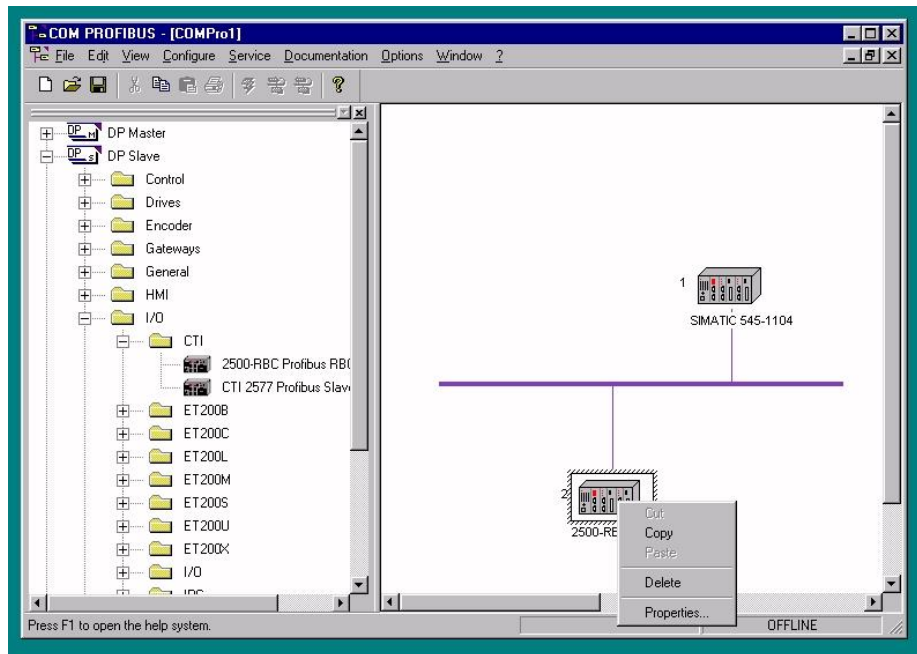 COM PROFIBUS - [COMPro1]
File Edit View Configure Service Documentation Options Window ?
DP M DP Master
DP s DP Slave
Control
Drives
Encoder
Gateways
General
HMI
I/O
CTI
2500-RBC Profibus RB
CTI 2577 Profibus Slav
ET200B
ET200C
ET200L
ET200M
ET200S
ET200U
ET200X
I/O
1
SIMATIC 545-1104
2
2500-RE
Cut
Copy
Paste
Delete
Properties...
Press F1 to open the help system.
OFFLINE